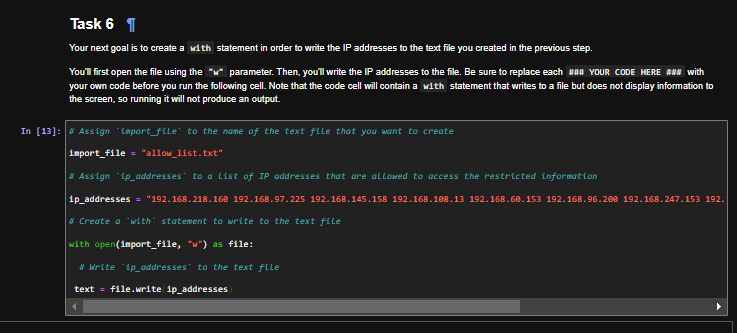 Task 6 ¶
Your next goal is to create a with statement in order to write the IP addresses to the text file you created in the previous step.
You'll first open the file using the "w" parameter. Then, you'll write the IP addresses to the file. Be sure to replace each ### YOUR CODE HERE ### with
your own code before you run the following cell. Note that the code cell will contain a with statement that writes to a file but does not display information to
the screen, so running it will not produce an output.
In [13]: # Assign `import_file` to the name of the text file that you want to create
import_file = "allow_list.txt"
# Assign `ip_addresses` to a list of IP addresses that are allowed to access the restricted information
ip_addresses = "192.168.218.160 192.168.97.225 192.168.145.158 192.168.108.13 192.168.60.153 192.168.96.200 192.168.247.153 192.
# Create a `with` statement to write to the text file
with open(import_file, "w") as file:
# Write `ip_addresses` to the text file
text = file.write(ip_addresses)